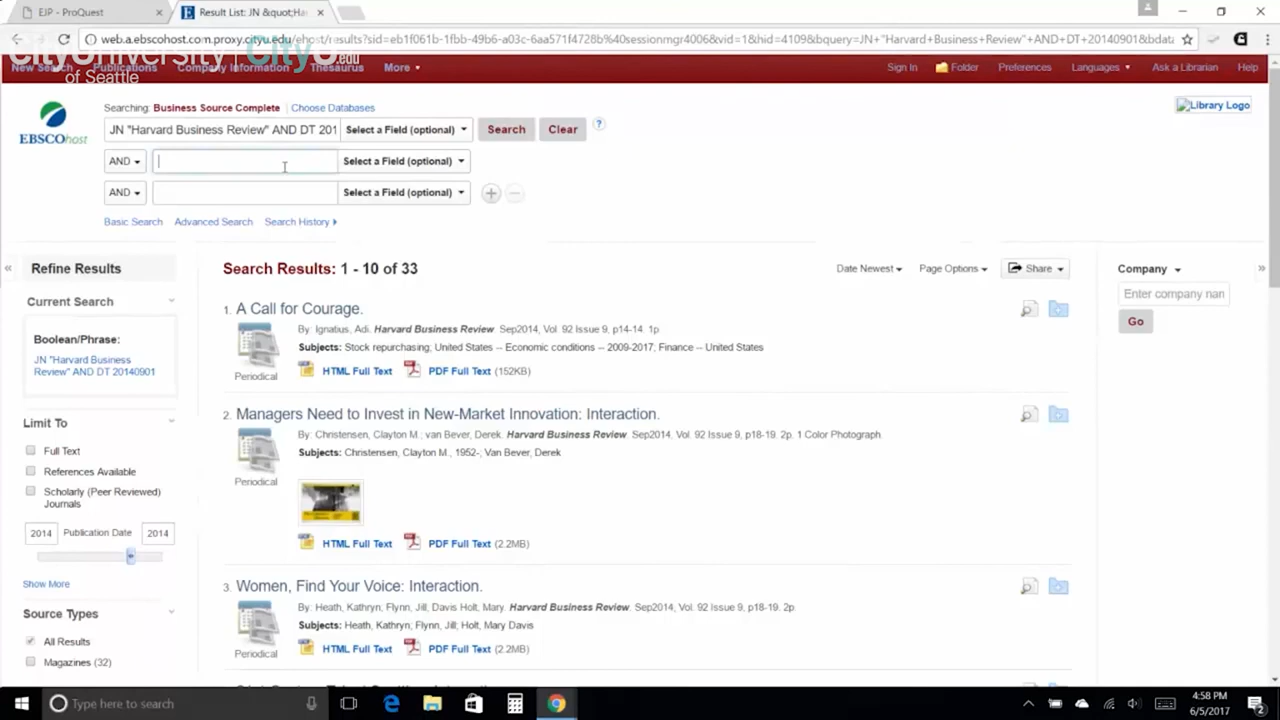 EJP - ProQuest
Result List: JN &quot;Ha
web.a.ebscohost.com.proxy.cityu.edu/ehost/results?sid=eb1f061b-1fbb-49b6-a03c-6aa571f4728b%40sessionmgr4006&vid=1&hid=4109&bquery=JN+"Harvard+Business+Review"+AND+DT+20140901&bdata
CityUniversity CityU.edu
of Seattle
New Search Publications Company Information Thesaurus More
Sign In Folder Preferences Languages Ask a Librarian Help
Searching: Business Source Complete Choose Databases
Library Logo
EBSCOhost
JN "Harvard Business Review" AND DT 201 Select a Field (optional) Search Clear ?
AND Select a Field (optional)
AND Select a Field (optional)
Basic Search Advanced Search Search History
« Refine Results
Search Results: 1 - 10 of 33
Date Newest Page Options Share
Company »
Current Search
Enter company nam
Go
Boolean/Phrase:
JN "Harvard Business
Review" AND DT 20140901
1. A Call for Courage.
By: Ignatius, Adi. Harvard Business Review. Sep2014, Vol. 92 Issue 9, p14-14. 1p.
Subjects: Stock repurchasing; United States -- Economic conditions -- 2009-2017; Finance -- United States
Periodical
HTML Full Text PDF Full Text (152KB)
Limit To
Full Text
References Available
Scholarly (Peer Reviewed)
Journals
2014 Publication Date 2014
Show More
2. Managers Need to Invest in New-Market Innovation: Interaction.
By: Christensen, Clayton M.; van Bever, Derek. Harvard Business Review. Sep2014, Vol. 92 Issue 9, p18-19. 2p. 1 Color Photograph.
Subjects: Christensen, Clayton M., 1952-; Van Bever, Derek
Periodical
HTML Full Text PDF Full Text (2.2MB)
3. Women, Find Your Voice: Interaction.
By: Heath, Kathryn; Flynn, Jill; Davis Holt, Mary. Harvard Business Review. Sep2014, Vol. 92 Issue 9, p18-19. 2p.
Subjects: Heath, Kathryn; Flynn, Jill; Holt, Mary Davis
Periodical
HTML Full Text PDF Full Text (2.2MB)
Source Types
All Results
Magazines (32)
Type here to search
4:58 PM
6/5/2017
2